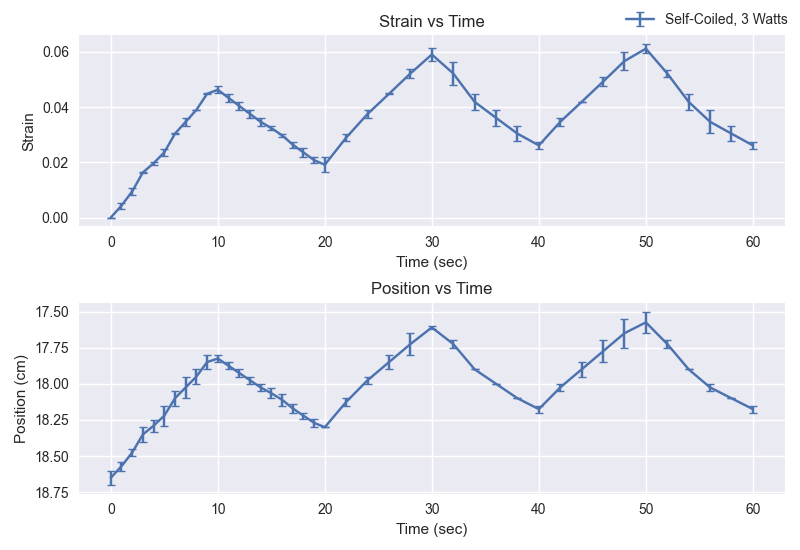 Strain vs Time
Self-Coiled, 3 Watts
0.06
0.04
0.02
0.00
Strain
0 10 20 30 40 50 60
Time (sec)
Position vs Time
17.50
17.75
18.00
18.25
18.50
18.75
Position (cm)
0 10 20 30 40 50 60
Time (sec)